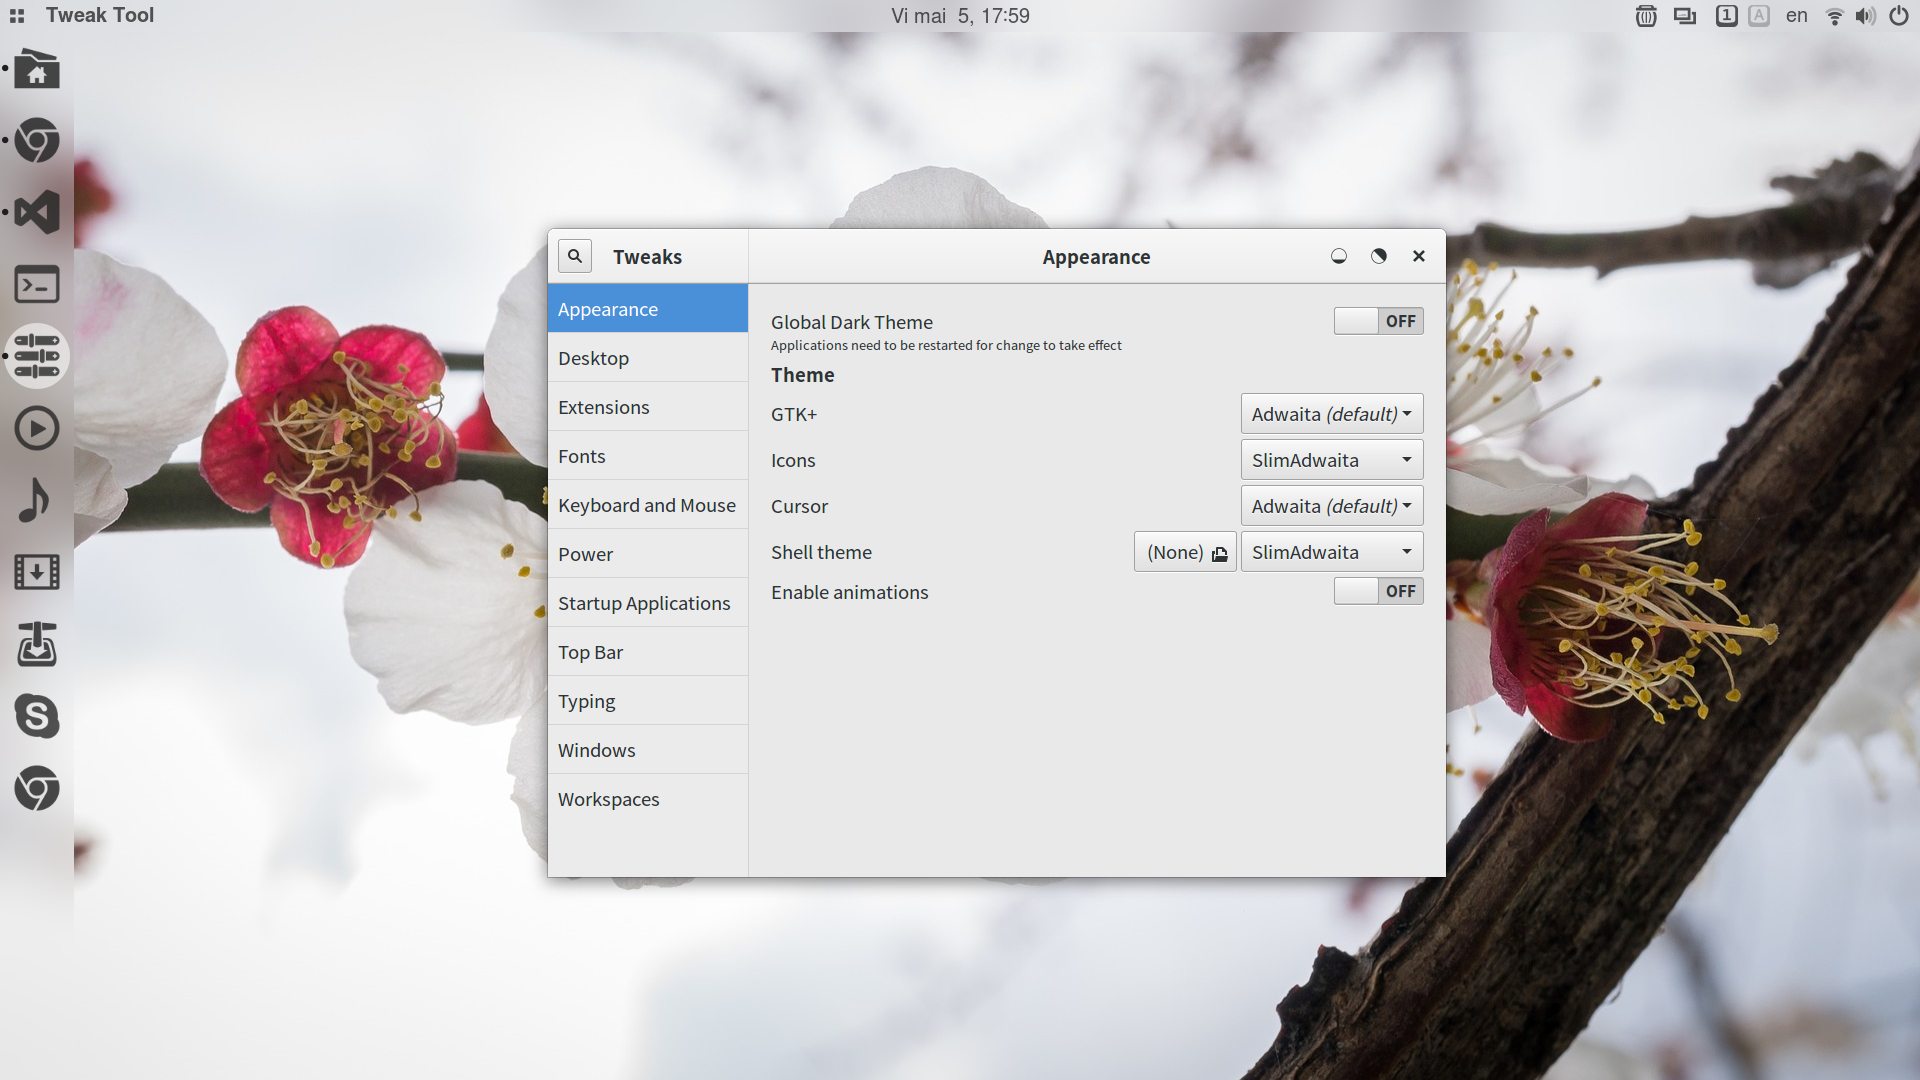 Tweak Tool
Vi mai 5, 17:59
1
A
en
Tweaks
Appearance
Appearance
Desktop
Extensions
Fonts
Keyboard and Mouse
Power
Startup Applications
Top Bar
Typing
Windows
Workspaces
Global Dark Theme
OFF
Applications need to be restarted for change to take effect
Theme
GTK+
Adwaita (default)
Icons
SlimAdwaita
Cursor
Adwaita (default)
Shell theme
(None)
SlimAdwaita
Enable animations
OFF
S